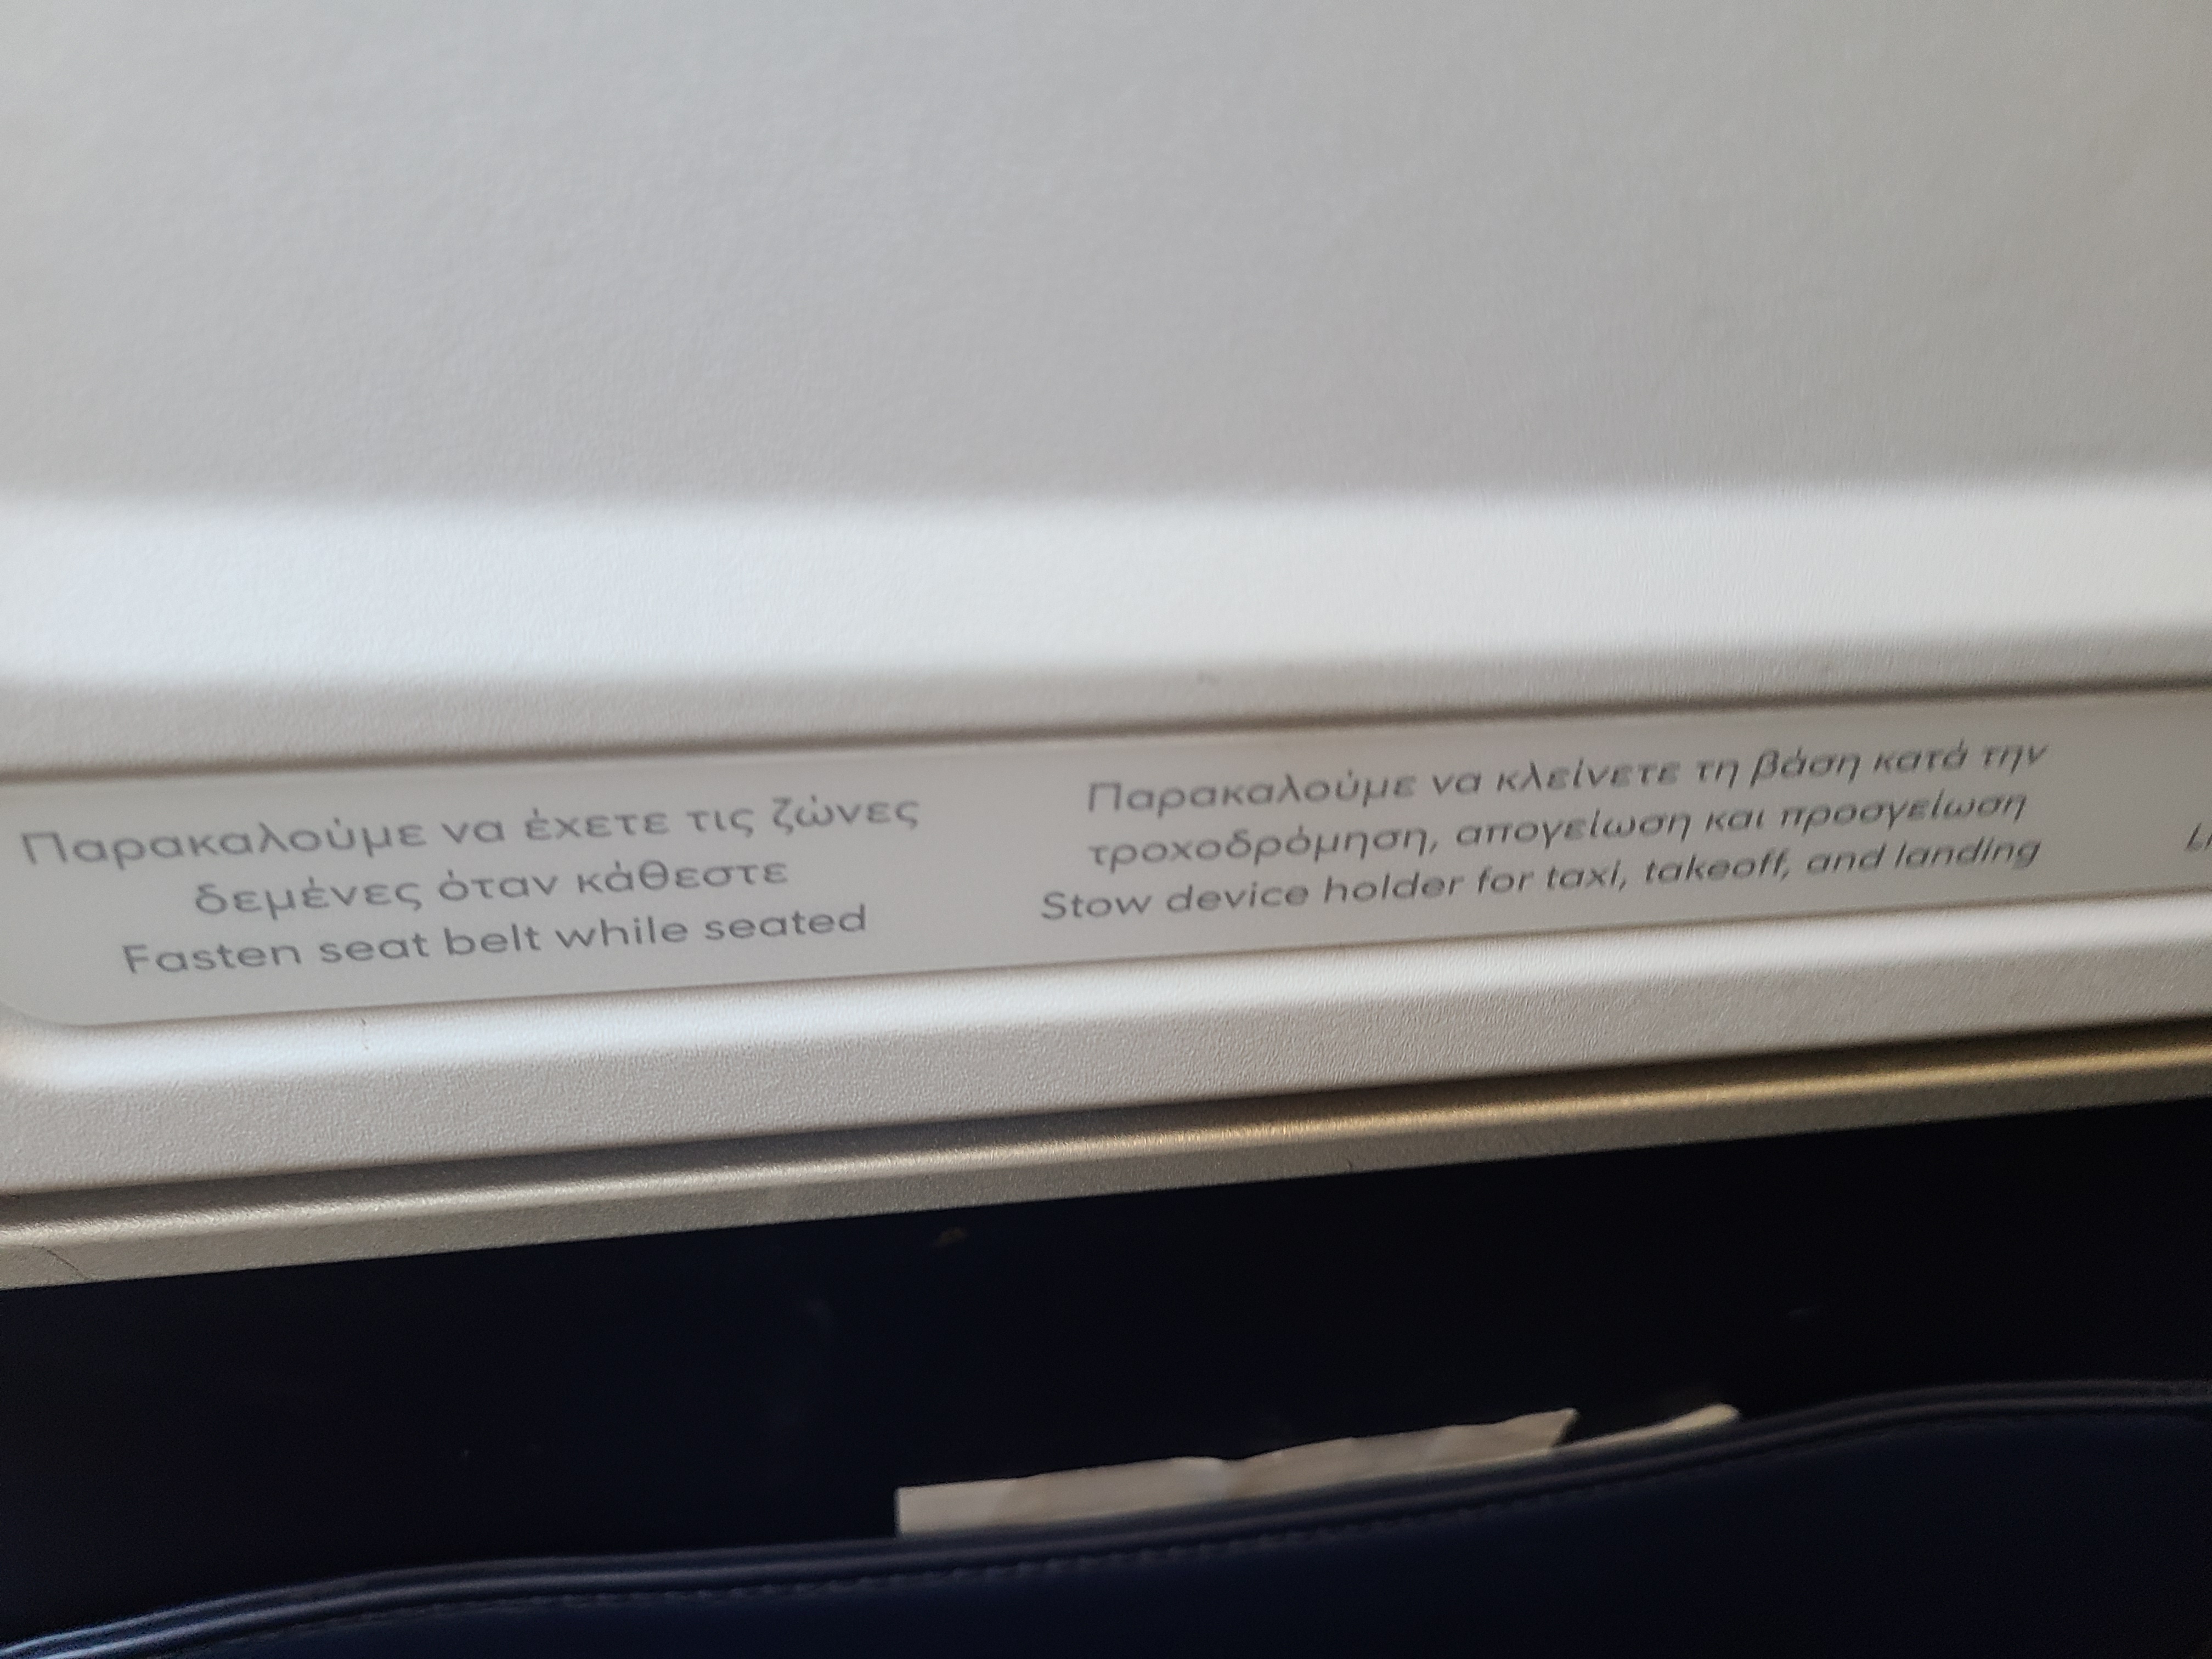 Παρακαλούμε να έχετε τις ζώνες
δεμένες όταν κάθεστε
Fasten seat belt while seated
Παρακαλούμε να κλείνετε τη βάση κατά την
τροχοδρόμηση, απογείωση και προσγείωση
Stow device holder for taxi, takeoff, and landing